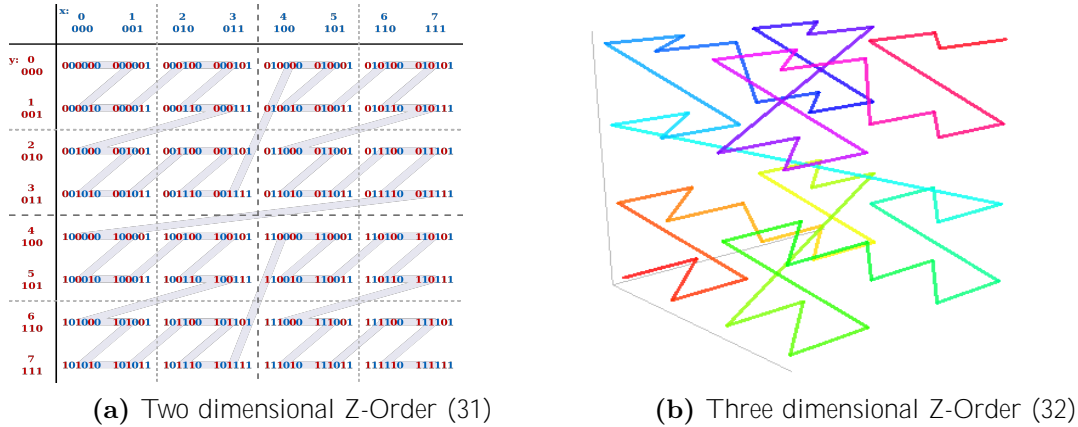 x: 0 1 2 3 4 5 6 7
000 001 010 011 100 101 110 111
y: 0
000 000000 000001 000100 000101 010000 010001 010100 010101
1
001 000010 000011 000110 000111 010010 010011 010110 010111
2
010 001000 001001 001100 001101 011000 011001 011100 011101
3
011 001010 001011 001110 001111 011010 011011 011110 011111
4
100 100000 100001 100100 100101 110000 110001 110100 110101
5
101 100010 100011 100110 100111 110010 110011 110110 110111
6
110 101000 101001 101100 101101 111000 111001 111100 111101
7
111 101010 101011 101110 101111 111010 111011 111110 111111
(a) Two dimensional Z-Order (31)
(b) Three dimensional Z-Order (32)